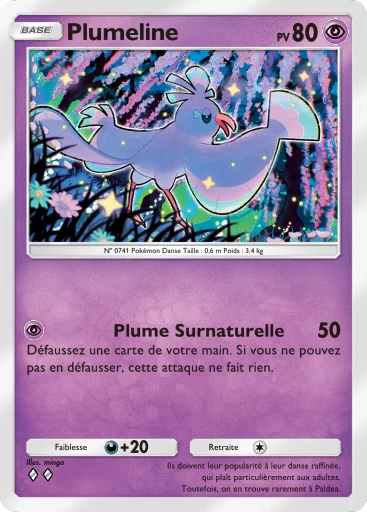 BASE Plumeline PV 80
N° 0741 Pokémon Danse Taille : 0,6 m Poids : 3,4 kg
Plume Surnaturelle 50
Défaussez une carte de votre main. Si vous ne pouvez
pas en défausser, cette attaque ne fait rien.
Faiblesse +20 Retraite
Illus. mingo
Ils doivent leur popularité à leur danse raffinée,
qui plaît particulièrement aux adultes.
Toutefois, on en trouve rarement à Paldea.